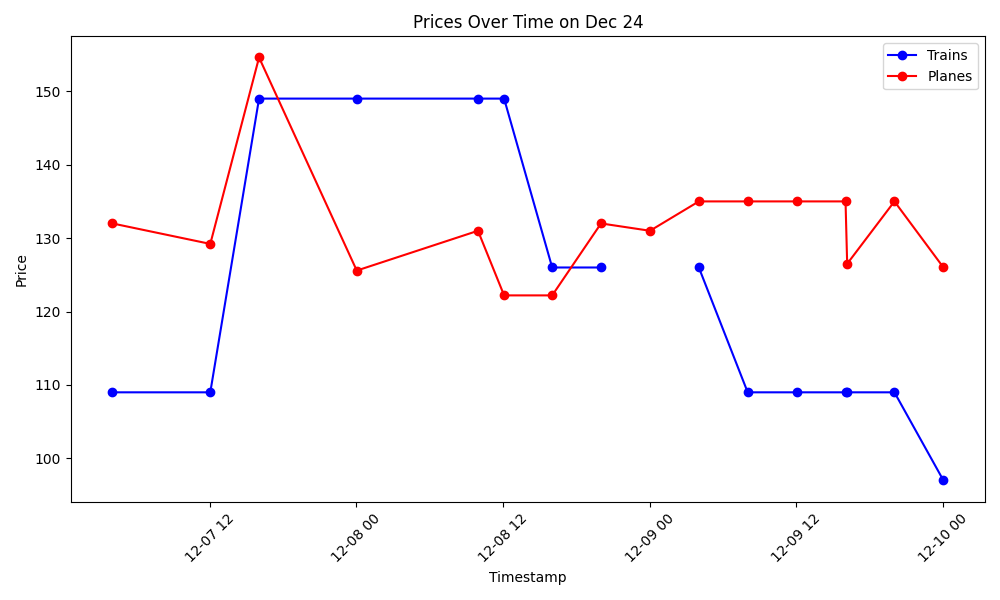 Prices Over Time on Dec 24
Trains
Planes
Price
150
140
130
120
110
100
12-07 12
12-08 00
12-08 12
12-09 00
12-09 12
12-10 00
Timestamp